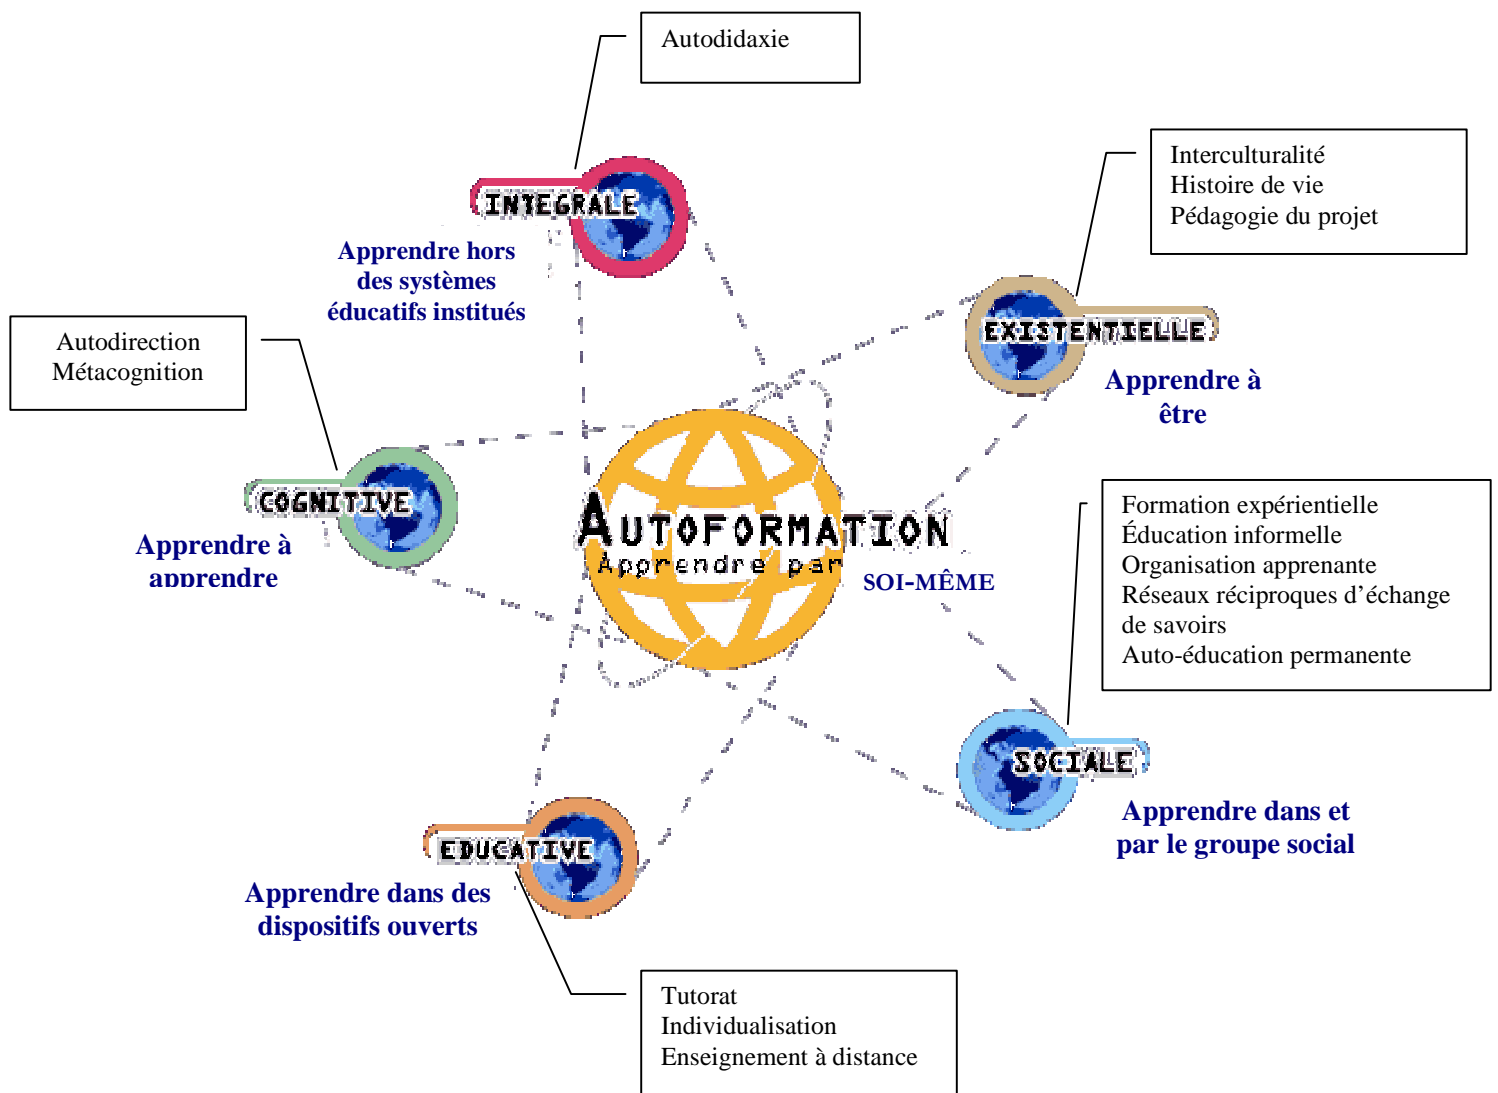 Autodidaxie
Interculturalité
Histoire de vie
Pédagogie du projet
INTEGRALE
Apprendre hors
des systèmes
éducatifs institués
EXISTENTIELLE
Apprendre à
être
Autodirection
Métacognition
COGNITIVE
Apprendre à
apprendre
AUTOFORMATION
Apprendre par
SOI-MÊME
Formation expérientielle
Éducation informelle
Organisation apprenante
Réseaux réciproques d’échange
de savoirs
Auto-éducation permanente
SOCIALE
Apprendre dans et
par le groupe social
EDUCATIVE
Apprendre dans des
dispositifs ouverts
Tutorat
Individualisation
Enseignement à distance